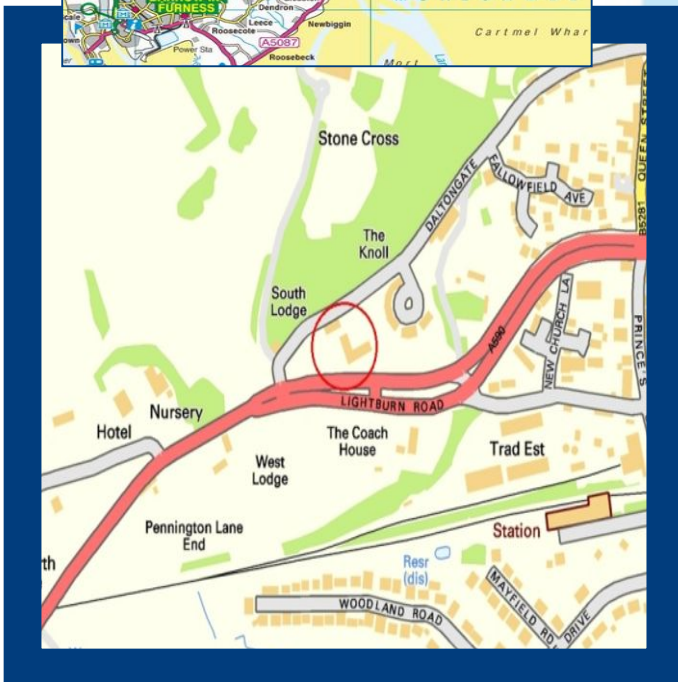 FURNESS
Dendron
Leece
Roosecote
Newbiggin
A5087
Roosebeck
Power Sta
Cartmel Whar
Mort
Stone Cross
DALTONGATE
FALLOWFIELD AVE
B5281 QUEEN STREET
The
Knoll
South
Lodge
A590
NEW CHURCH LA
PRINCE'S
LIGHTBURN ROAD
Nursery
Hotel
The Coach
House
West
Lodge
Trad Est
Pennington Lane
End
Station
th
Resr
(dis)
WOODLAND ROAD
MAYFIELD RD
DRIVE